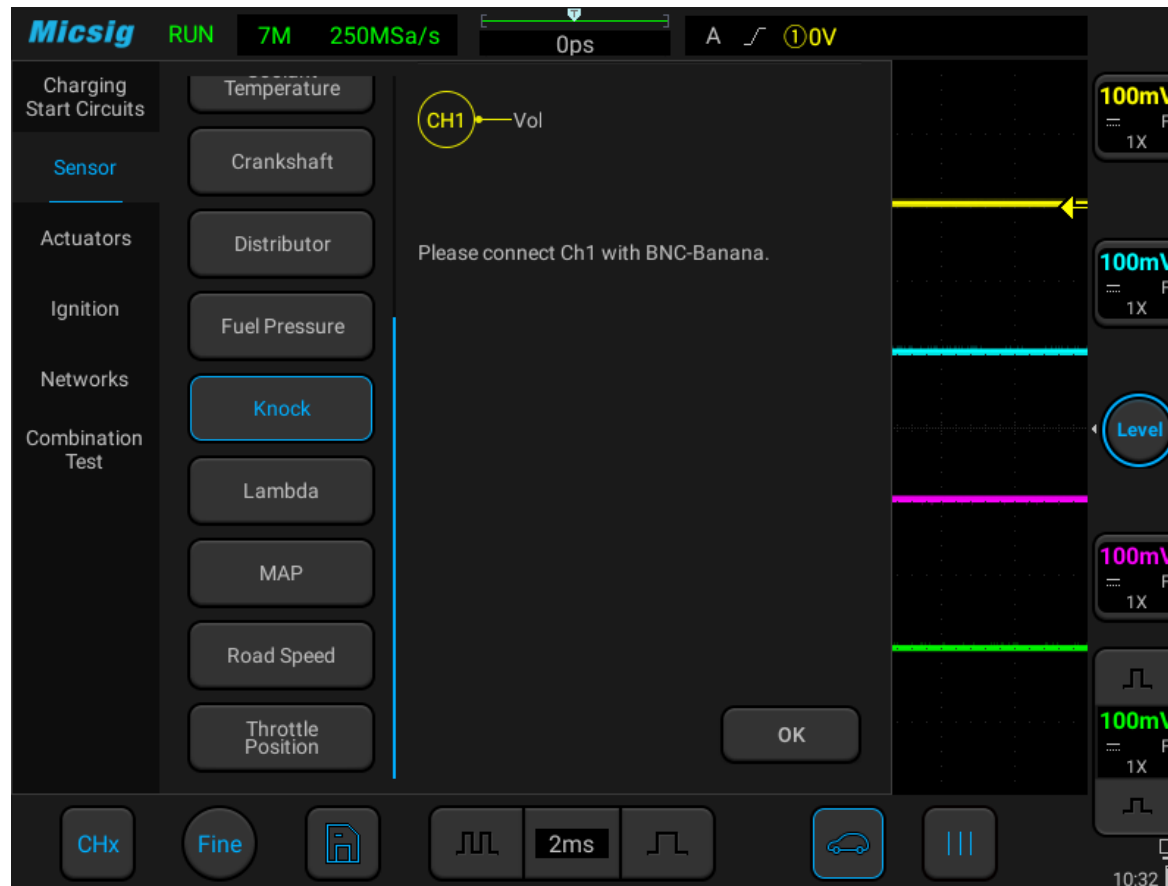 Micsig RUN 7M 250MSa/s 0ps A ①0V
Charging
Start Circuits
Sensor
Actuators
Ignition
Networks
Combination
Test
Temperature
Crankshaft
Distributor
Fuel Pressure
Knock
Lambda
MAP
Road Speed
Throttle
Position
CH1 Vol
Please connect Ch1 with BNC-Banana.
OK
100mV
F
1X
100mV
F
1X
Level
100mV
F
1X
100mV
F
1X
CHx Fine 2ms
10:32